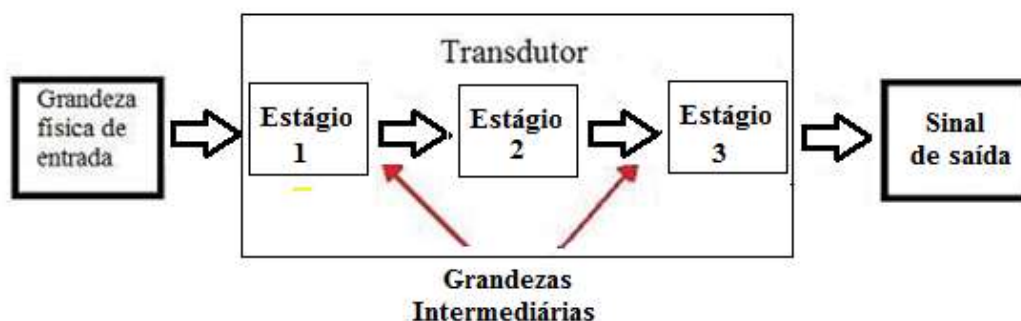 Transdutor
Grandeza
física de
entrada
Estágio
1
Estágio
2
Estágio
3
Sinal
de saída
Grandezas
Intermediárias